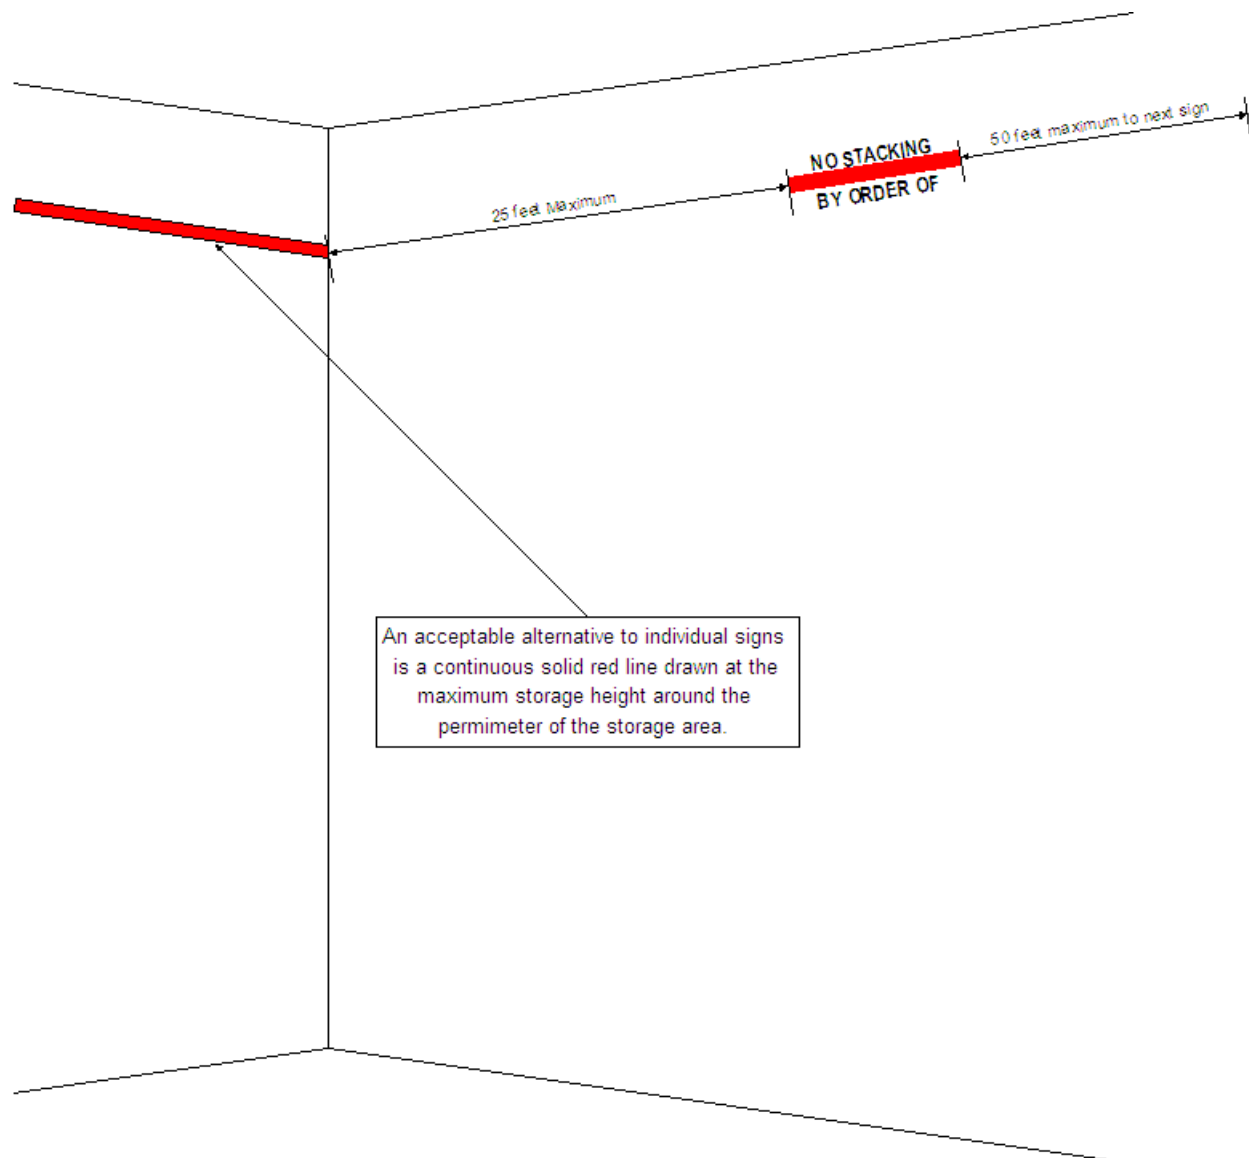 50 feet maximum to next sign
NO STACKING
BY ORDER OF
25 feet Maximum
An acceptable alternative to individual signs
is a continuous solid red line drawn at the
maximum storage height around the
permimeter of the storage area.